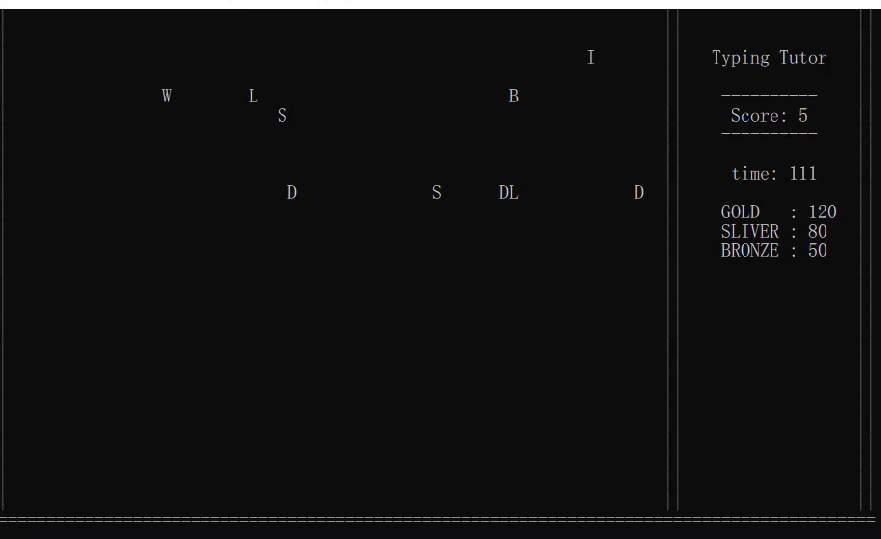 I
W L B
S
D S DL D
Typing Tutor
----------
Score: 5
----------
time: 111
GOLD : 120
SLIVER : 80
BRONZE : 50